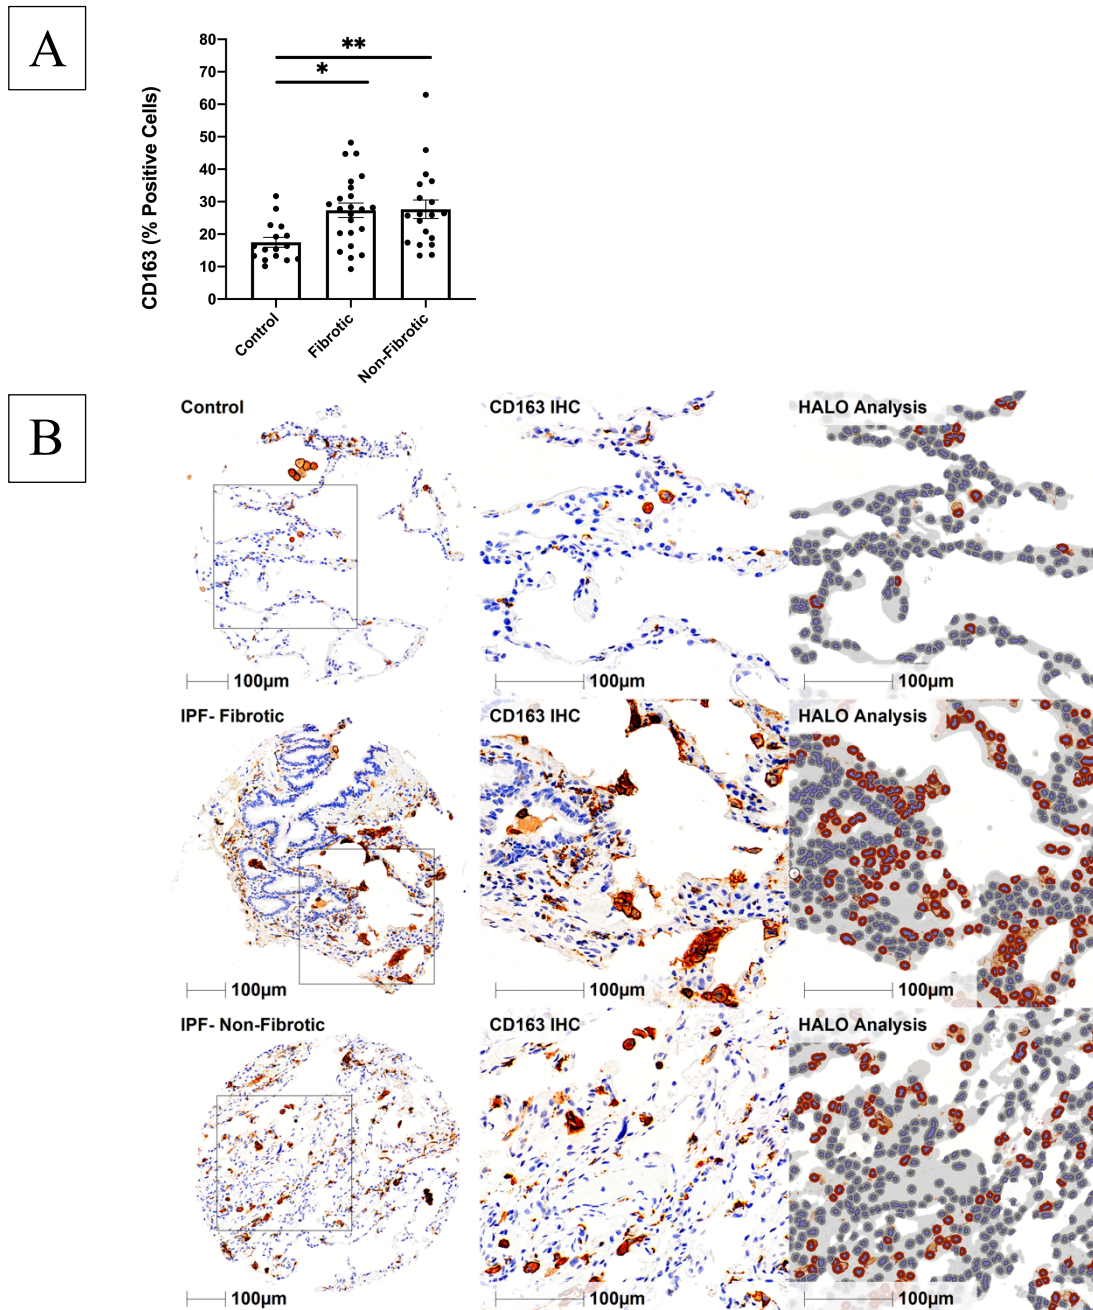 A
80
70
60
50
40
30
20
10
0
CD163 (% Positive Cells)
**
*
Control
Fibrotic
Non-Fibrotic
B
Control
CD163 IHC
HALO Analysis
100µm
100µm
100µm
IPF- Fibrotic
CD163 IHC
HALO Analysis
100µm
100µm
100µm
IPF- Non-Fibrotic
CD163 IHC
HALO Analysis
100µm
100µm
100µm